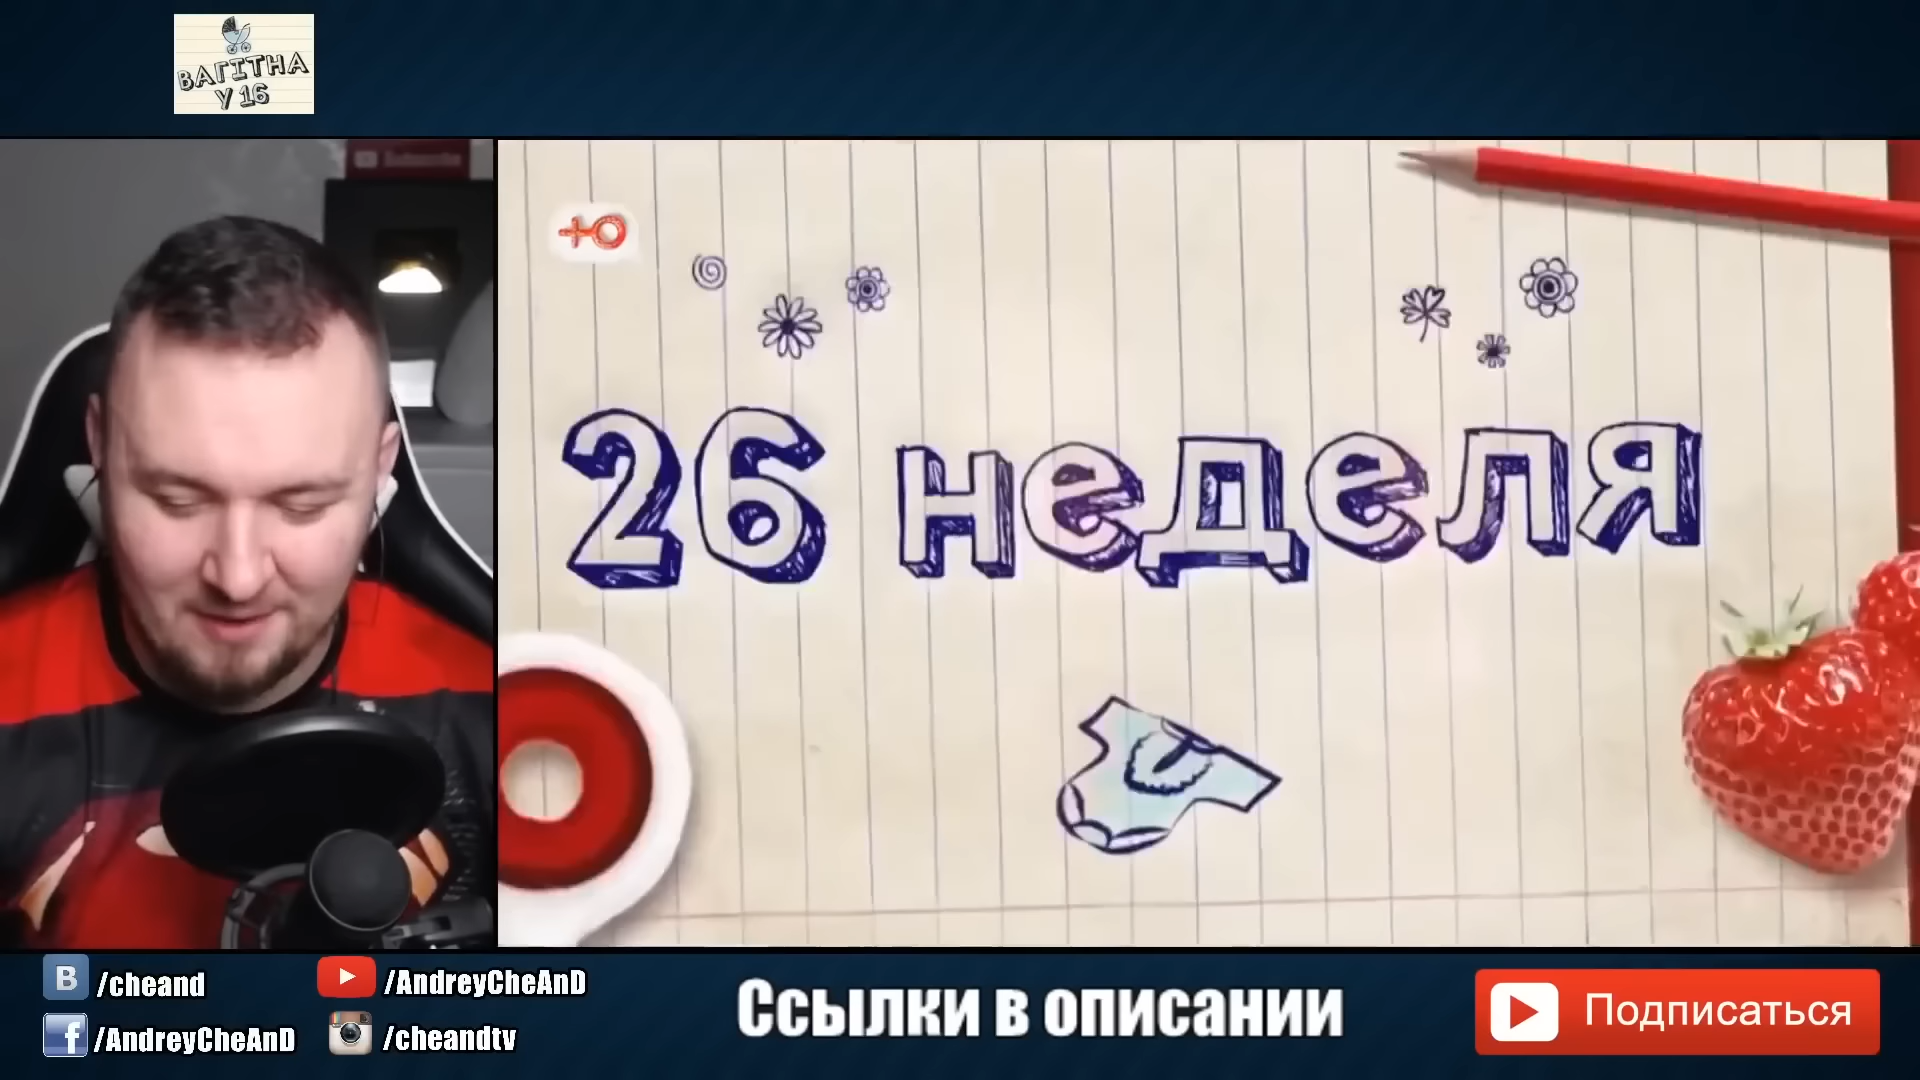 ВАГІТНА
У 16
Ю
26 неделя
/cheand
/AndreyCheAnD
/AndreyCheAnD
/cheandtv
Ссылки в описании
Подписаться